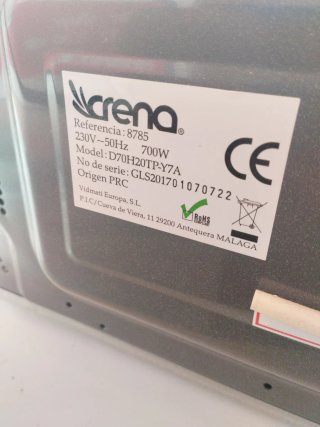 crena®
Referencia: 8785
230V~50Hz 700W
Model: D70H20TP-Y7A
No de serie: GLS201701070722
Origen PRC
CE
Vidmati Europa, S.L.
P.I.C/ Cueva de Viera, 11 29200 Antequera MALAGA
RoHS